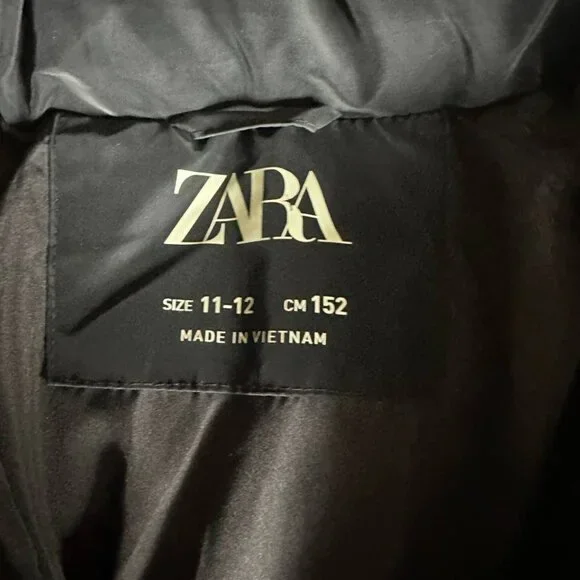 ZARA
SIZE 11-12 CM 152
MADE IN VIETNAM